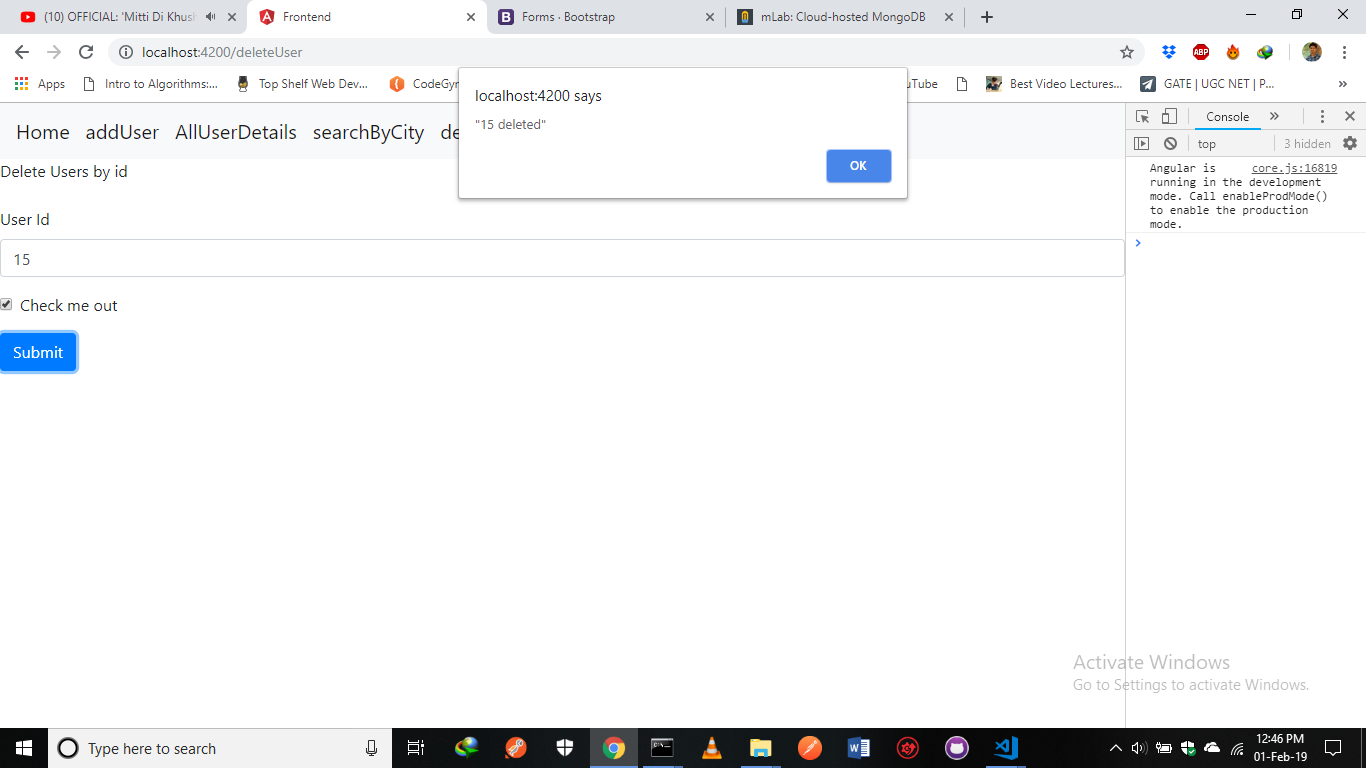 (10) OFFICIAL: 'Mitti Di Khush
Frontend
Forms · Bootstrap
mLab: Cloud-hosted MongoDB
localhost:4200/deleteUser
ABP
Apps
Intro to Algorithms:...
Top Shelf Web Dev...
CodeGyr
uTube
Best Video Lectures...
GATE | UGC NET | P...
»
localhost:4200 says
"15 deleted"
OK
Home addUser AllUserDetails searchByCity de
Delete Users by id
User Id
15
Check me out
Submit
Console
»
top
3 hidden
Angular is core.js:16819
running in the development
mode. Call enableProdMode()
to enable the production
mode.
Activate Windows
Go to Settings to activate Windows.
Type here to search
12:46 PM
01-Feb-19